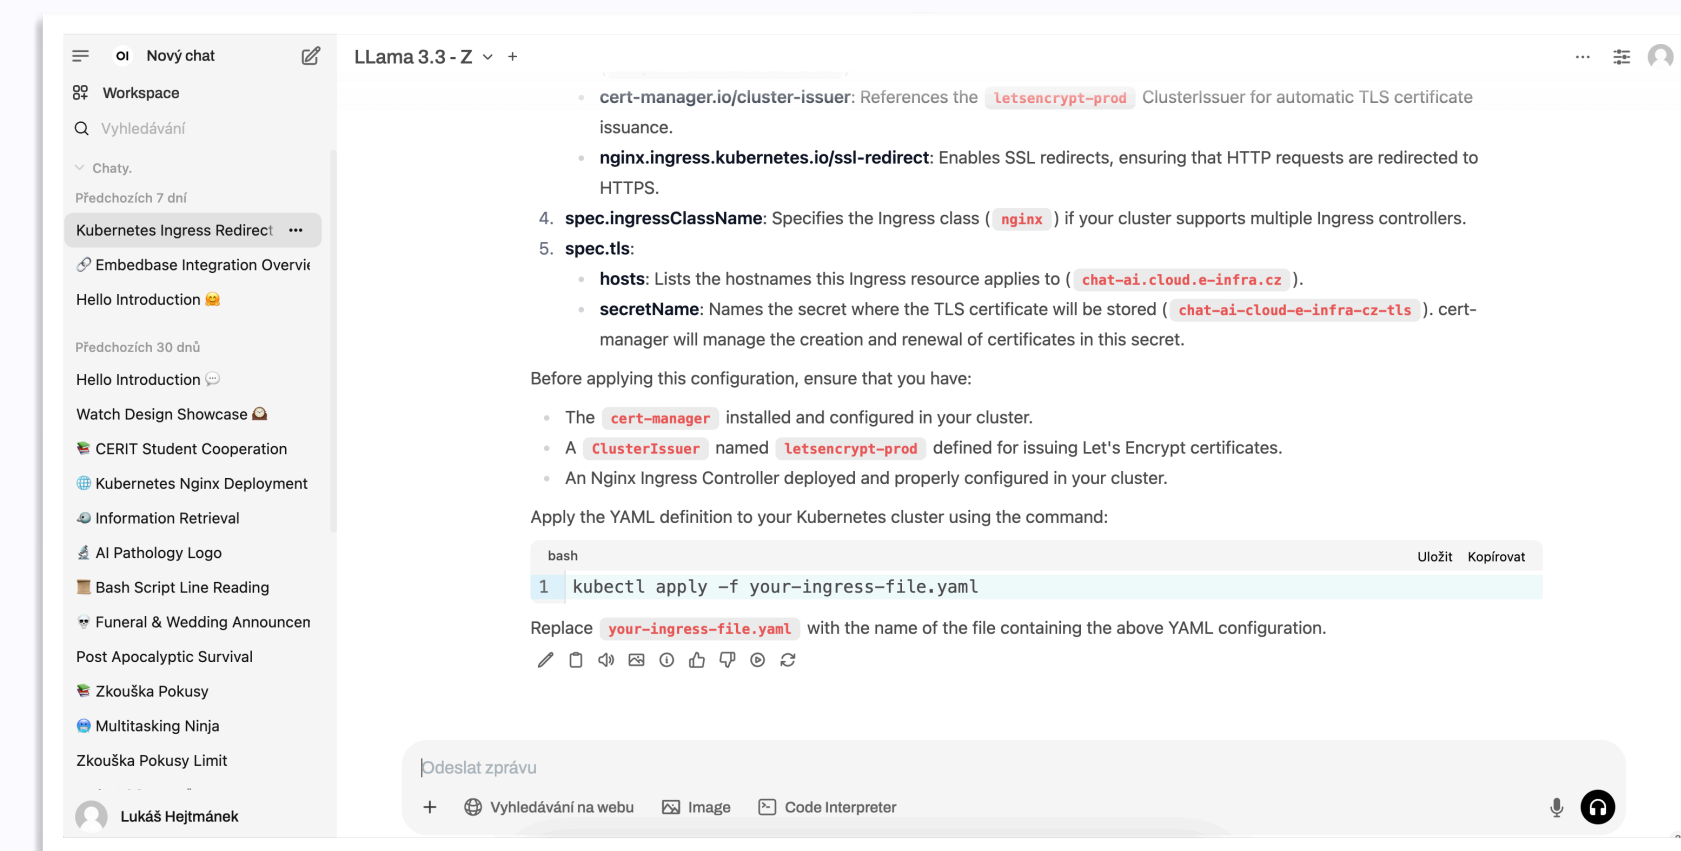 OI Nový chat
Workspace
Vyhledávání
Chaty.
Předchozích 7 dní
Kubernetes Ingress Redirect
Embedbase Integration Overvie
Hello Introduction
Předchozích 30 dnů
Hello Introduction
Watch Design Showcase
CERIT Student Cooperation
Kubernetes Nginx Deployment
Information Retrieval
AI Pathology Logo
Bash Script Line Reading
Funeral & Wedding Announcen
Post Apocalyptic Survival
Zkouška Pokusy
Multitasking Ninja
Zkouška Pokusy Limit
Lukáš Hejtmánek
LLama 3.3 - Z
cert-manager.io/cluster-issuer: References the letsencrypt-prod ClusterIssuer for automatic TLS certificate
issuance.
nginx.ingress.kubernetes.io/ssl-redirect: Enables SSL redirects, ensuring that HTTP requests are redirected to
HTTPS.
4. spec.ingressClassName: Specifies the Ingress class ( nginx ) if your cluster supports multiple Ingress controllers.
5. spec.tls:
hosts: Lists the hostnames this Ingress resource applies to ( chat-ai.cloud.e-infra.cz ).
secretName: Names the secret where the TLS certificate will be stored ( chat-ai-cloud-e-infra-cz-tls ). cert-
manager will manage the creation and renewal of certificates in this secret.
Before applying this configuration, ensure that you have:
The cert-manager installed and configured in your cluster.
A ClusterIssuer named letsencrypt-prod defined for issuing Let's Encrypt certificates.
An Nginx Ingress Controller deployed and properly configured in your cluster.
Apply the YAML definition to your Kubernetes cluster using the command:
bash Uložit Kopírovat
1 kubectl apply -f your-ingress-file.yaml
Replace your-ingress-file.yaml with the name of the file containing the above YAML configuration.
Odeslat zprávu
Vyhledávání na webu Image Code Interpreter